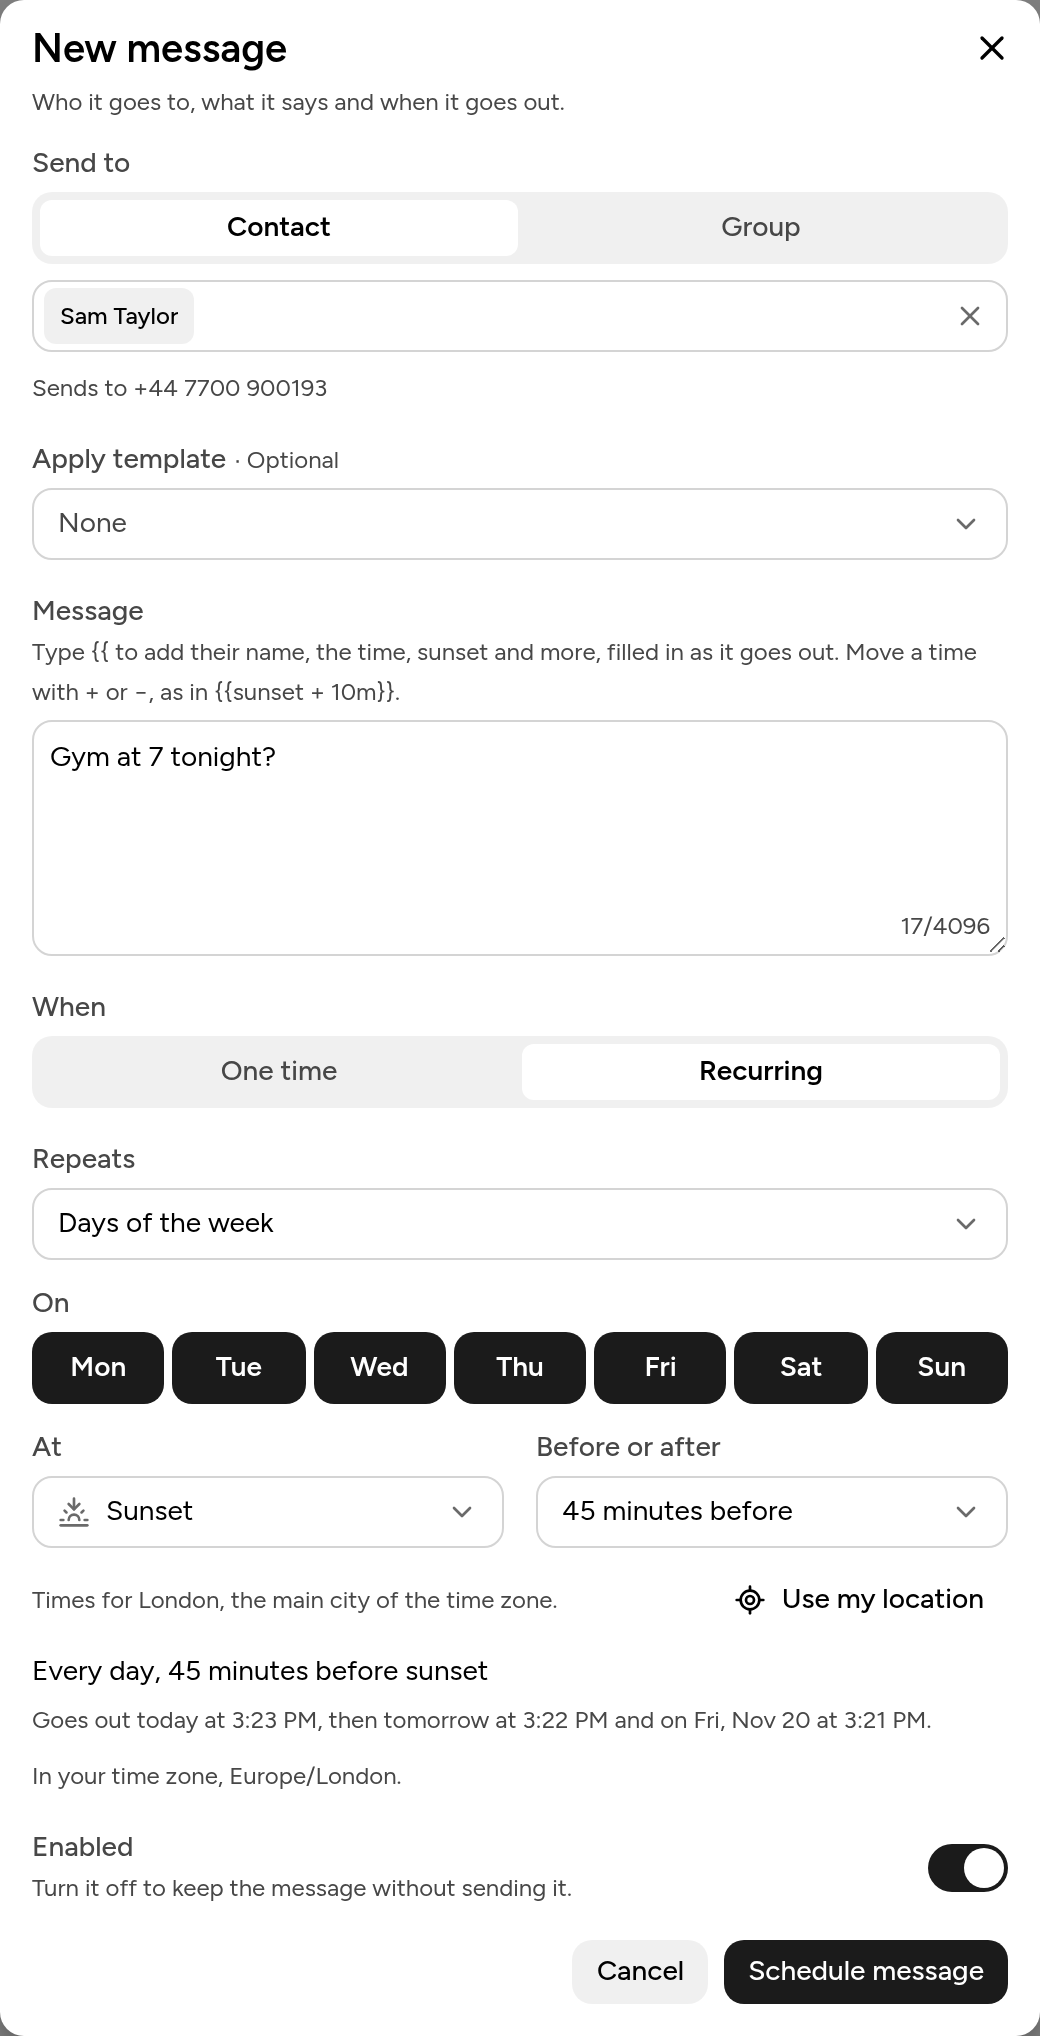 New message
Who it goes to, what it says and when it goes out.
Send to
Contact
Group
Sam Taylor
Sends to +44 7700 900193
Apply template · Optional
None
Message
Type {{ to add their name, the time, sunset and more, filled in as it goes out. Move a time
with + or −, as in {{sunset + 10m}}.
Gym at 7 tonight?
17/4096
When
One time
Recurring
Repeats
Days of the week
On
Mon
Tue
Wed
Thu
Fri
Sat
Sun
At
Before or after
Sunset
45 minutes before
Times for London, the main city of the time zone.
Use my location
Every day, 45 minutes before sunset
Goes out today at 3:23 PM, then tomorrow at 3:22 PM and on Fri, Nov 20 at 3:21 PM.
In your time zone, Europe/London.
Enabled
Turn it off to keep the message without sending it.
Cancel
Schedule message